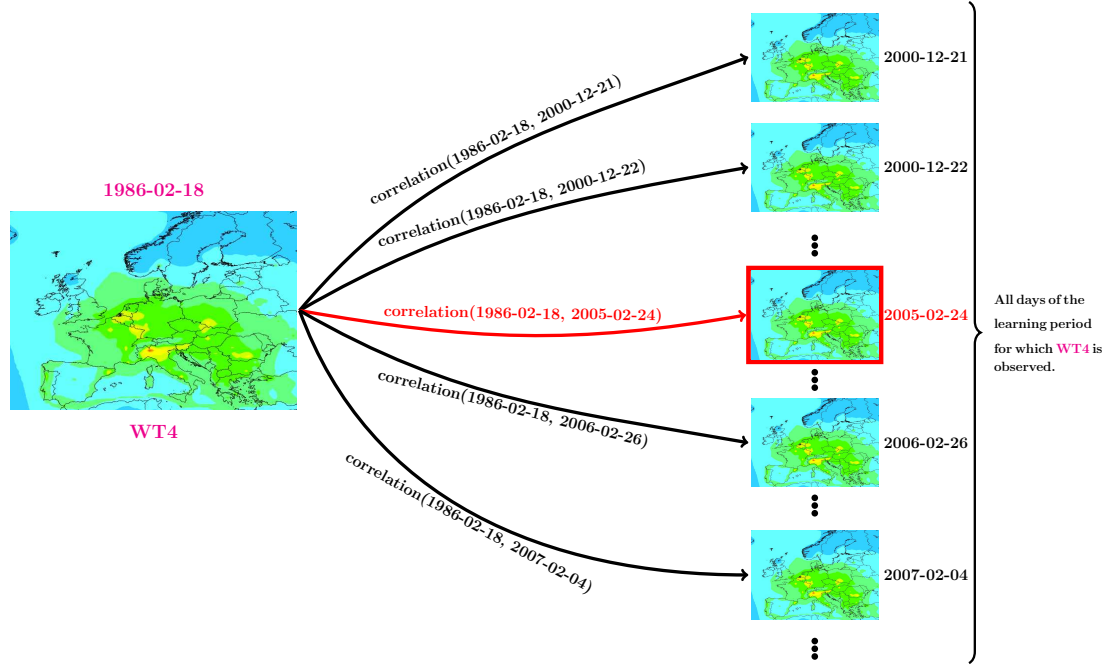 1986-02-18
WT4
correlation(1986-02-18, 2000-12-21)
correlation(1986-02-18, 2000-12-22)
correlation(1986-02-18, 2005-02-24)
correlation(1986-02-18, 2006-02-26)
correlation(1986-02-18, 2007-02-04)
2000-12-21
2000-12-22
2005-02-24
2006-02-26
2007-02-04
All days of the
learning period
for which WT4 is
observed.